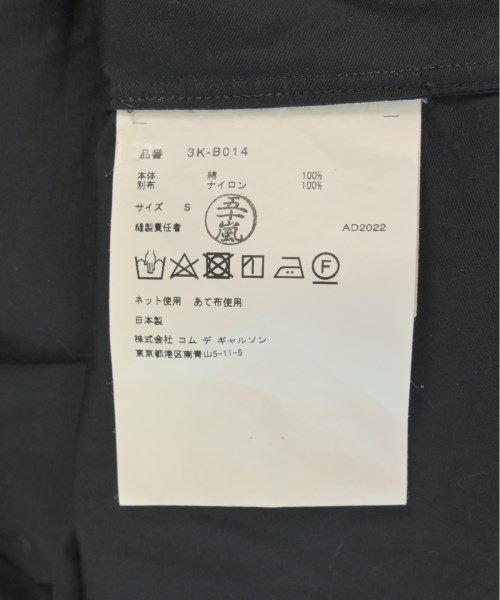 品番 3K-B014
本体 綿 100%
別布 ナイロン 100%
サイズ S
縫製責任者 五十嵐 AD2022
F
ネット使用 あて布使用
日本製
株式会社 コム デ ギャルソン
東京都港区南青山5-11-5